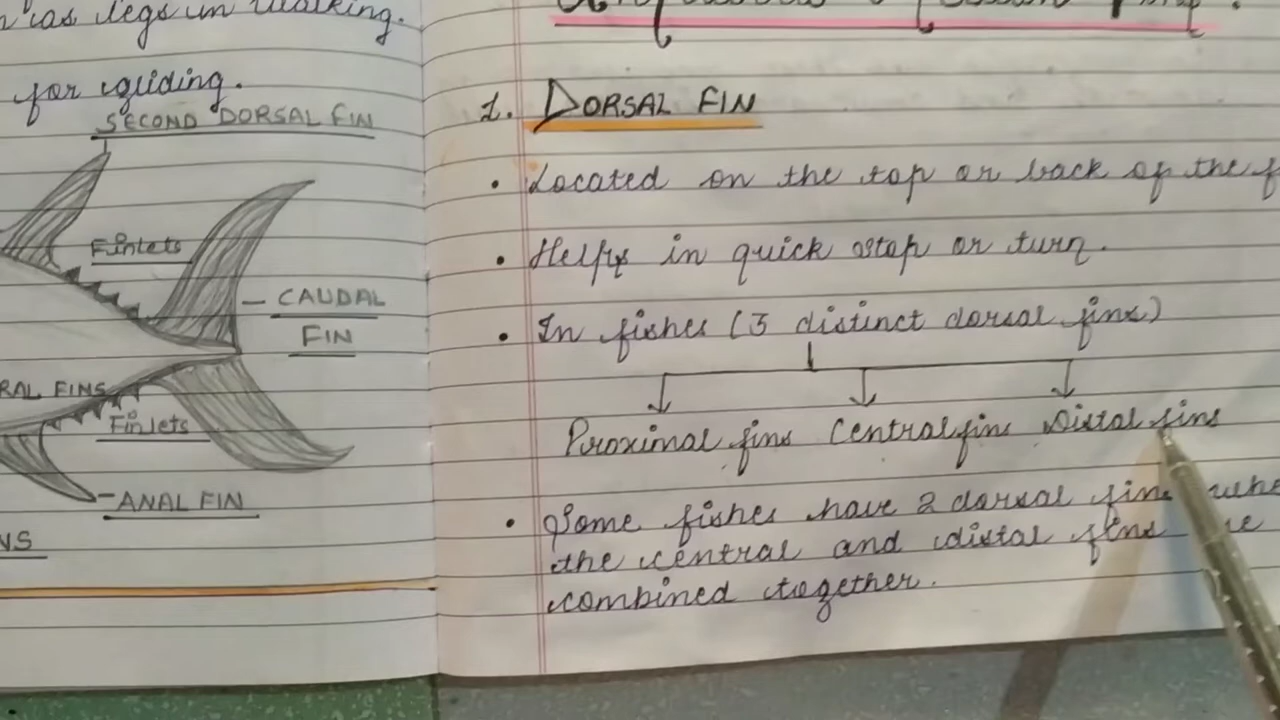 as legs in walking.
for gliding.
SECOND DORSAL FIN
Finlets
CAUDAL
FIN
RAL FINS
Finlets
ANAL FIN
NS
1. DORSAL FIN
• Located on the top or back of the f
• Helps in quick stop or turn.
• In fishes (3 distinct dorsal fins)
Proximal fins Central fins Distal fins
• Some fishes have 2 dorsal fins whe
the central and distal fins
combined together.